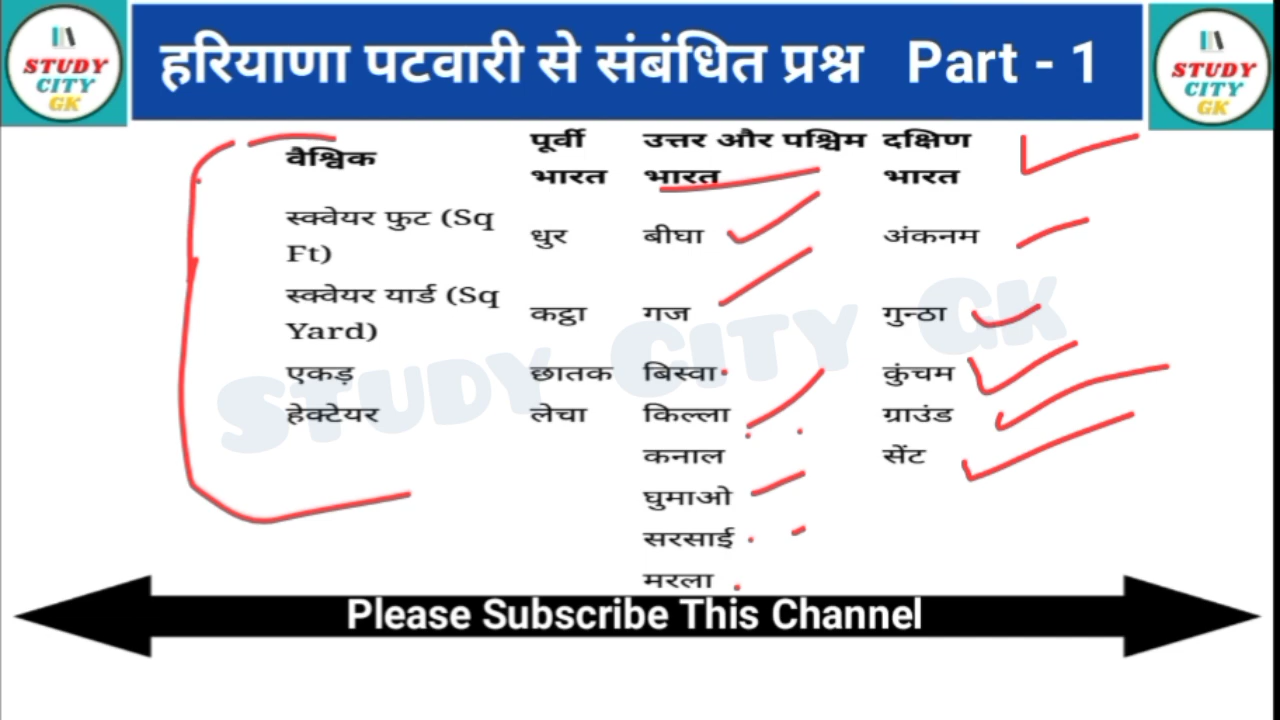 STUDY
CITY
GK
हरियाणा पटवारी से संबंधित प्रश्न Part - 1
STUDY
CITY
GK
वैश्विक पूर्वी भारत उत्तर और पश्चिम भारत दक्षिण भारत
स्क्वेयर फुट (Sq Ft) धुर बीघा अंकनम
स्क्वेयर यार्ड (Sq Yard) कट्ठा गज गुन्ठा
एकड़ छातक बिस्वा कुंचम
हेक्टेयर लेचा किल्ला ग्राउंड
कनाल सेंट
घुमाओ
सरसाई
मरला
STUDY CITY GK
Please Subscribe This Channel